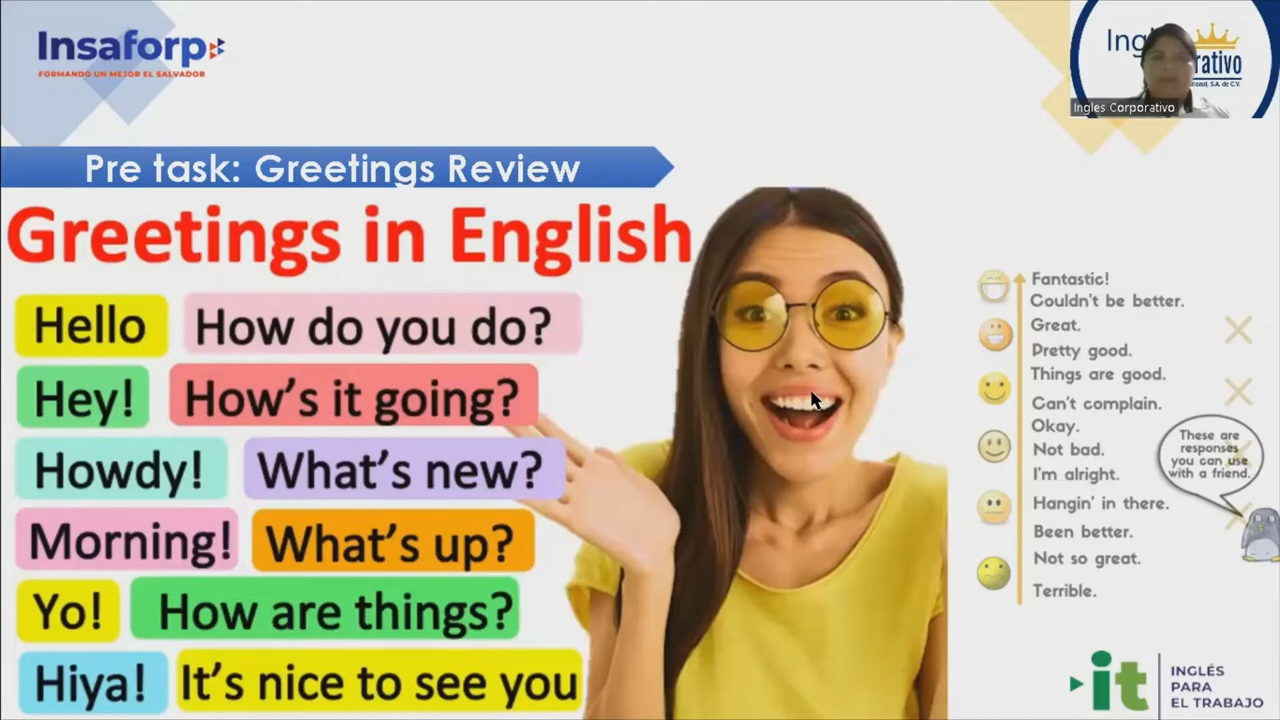 Insaforp
FORMANDO UN MEJOR EL SALVADOR
Ing
rativo
Ingles Corporativo
Pre task: Greetings Review
Greetings in English
Hello
How do you do?
Hey!
How's it going?
Howdy!
What's new?
Morning!
What's up?
Yo!
How are things?
Hiya!
It's nice to see you
Fantastic!
Couldn't be better.
Great.
Pretty good.
Things are good.
Can't complain.
Okay.
Not bad.
I'm alright.
Hangin' in there.
Been better.
Not so great.
Terrible.
These are
responses
you can use
with a friend.
it
INGLÉS
PARA
EL TRABAJO